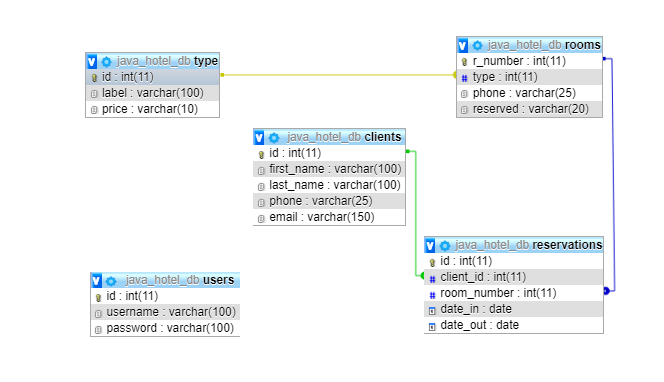 java_hotel_db type
id : int(11)
label : varchar(100)
price : varchar(10)
java_hotel_db rooms
r_number : int(11)
type : int(11)
phone : varchar(25)
reserved : varchar(20)
java_hotel_db clients
id : int(11)
first_name : varchar(100)
last_name : varchar(100)
phone : varchar(25)
email : varchar(150)
java_hotel_db reservations
id : int(11)
client_id : int(11)
room_number : int(11)
date_in : date
date_out : date
java_hotel_db users
id : int(11)
username : varchar(100)
password : varchar(100)